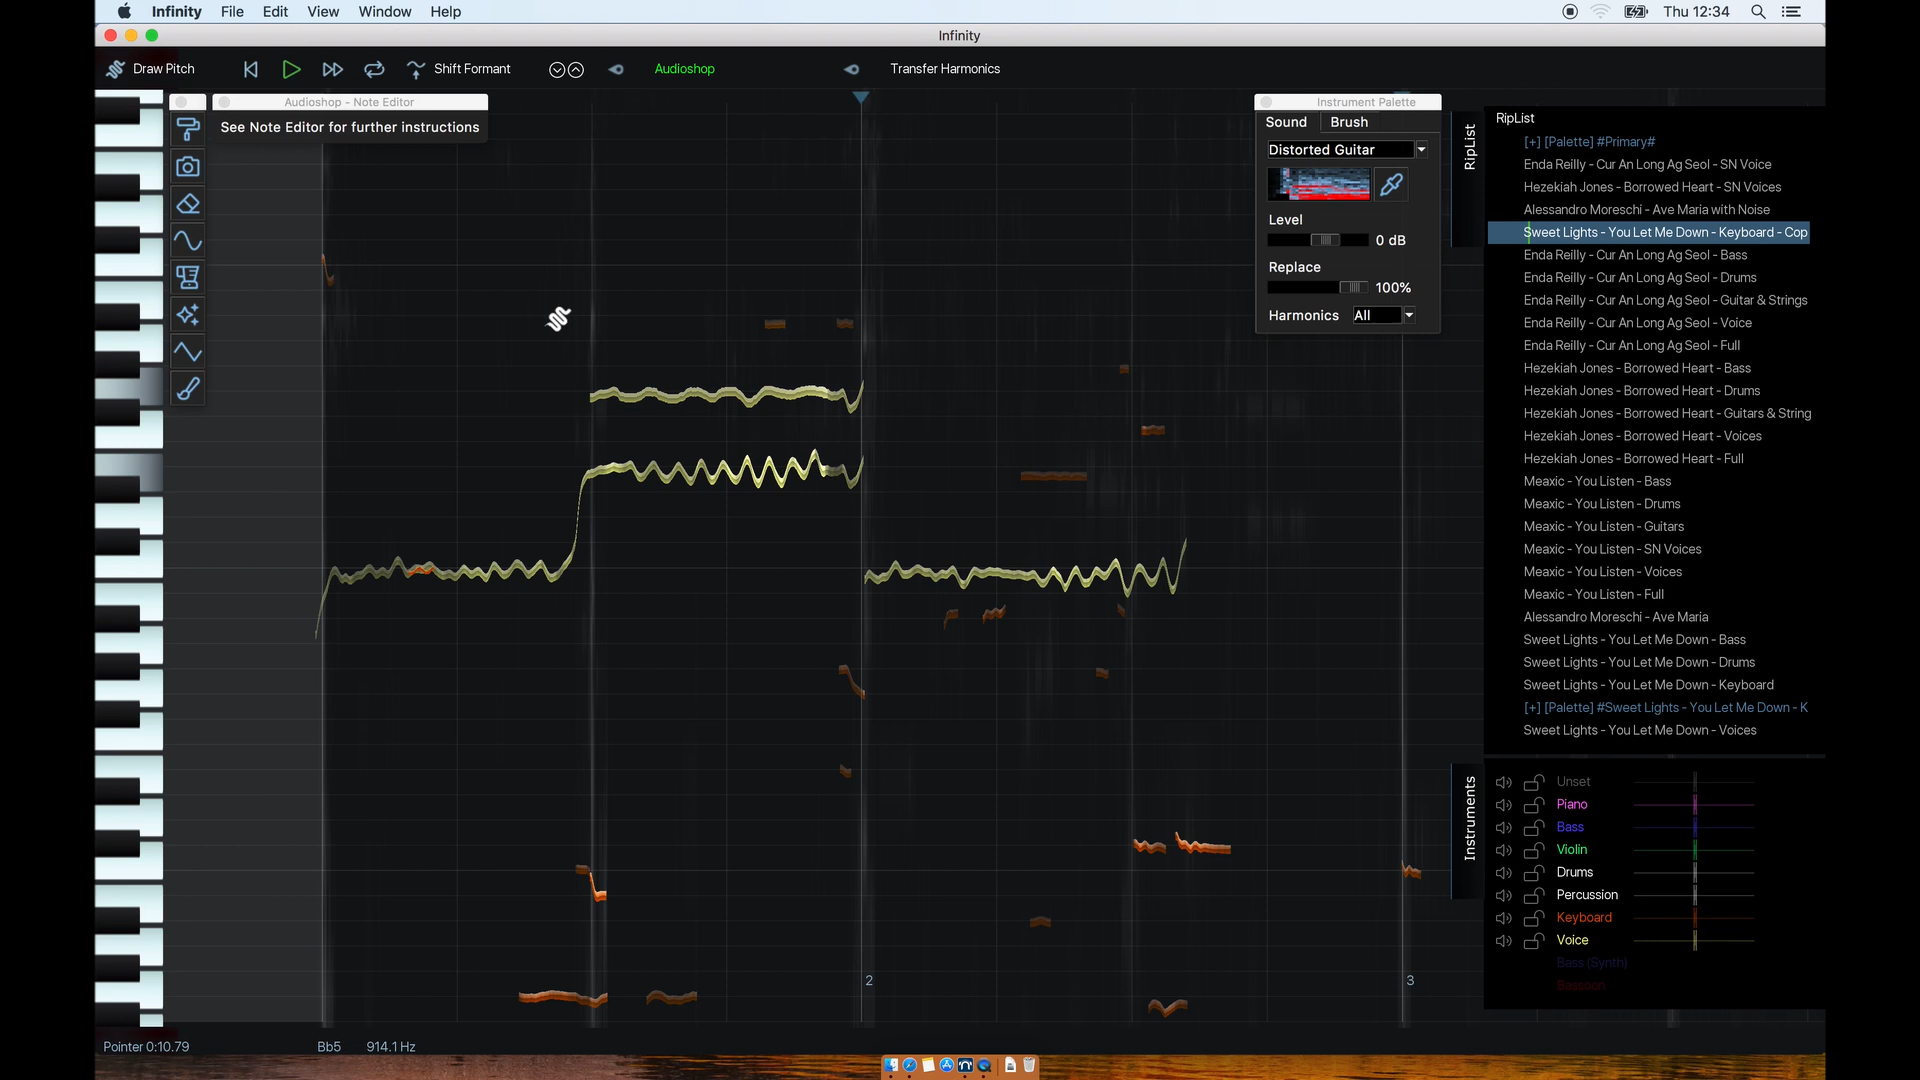 Infinity File Edit View Window Help
Thu 12:34
Infinity
Draw Pitch
Shift Formant
Audioshop
Transfer Harmonics
Audioshop - Note Editor
See Note Editor for further instructions
Instrument Palette
Sound
Brush
Distorted Guitar
Level
0 dB
Replace
100%
Harmonics
All
RipList
RipList
[+] [Palette] #Primary#
Enda Reilly - Cur An Long Ag Seol - SN Voice
Hezekiah Jones - Borrowed Heart - SN Voices
Alessandro Moreschi - Ave Maria with Noise
Sweet Lights - You Let Me Down - Keyboard - Cop
Enda Reilly - Cur An Long Ag Seol - Bass
Enda Reilly - Cur An Long Ag Seol - Drums
Enda Reilly - Cur An Long Ag Seol - Guitar & Strings
Enda Reilly - Cur An Long Ag Seol - Voice
Enda Reilly - Cur An Long Ag Seol - Full
Hezekiah Jones - Borrowed Heart - Bass
Hezekiah Jones - Borrowed Heart - Drums
Hezekiah Jones - Borrowed Heart - Guitars & String
Hezekiah Jones - Borrowed Heart - Voices
Hezekiah Jones - Borrowed Heart - Full
Meaxic - You Listen - Bass
Meaxic - You Listen - Drums
Meaxic - You Listen - Guitars
Meaxic - You Listen - SN Voices
Meaxic - You Listen - Voices
Meaxic - You Listen - Full
Alessandro Moreschi - Ave Maria
Sweet Lights - You Let Me Down - Bass
Sweet Lights - You Let Me Down - Drums
Sweet Lights - You Let Me Down - Keyboard
[+] [Palette] #Sweet Lights - You Let Me Down - K
Sweet Lights - You Let Me Down - Voices
Instruments
Unset
Piano
Bass
Violin
Drums
Percussion
Keyboard
Voice
Bass (Synth)
Bassoon
2
3
Pointer 0:10.79
Bb5
914.1 Hz